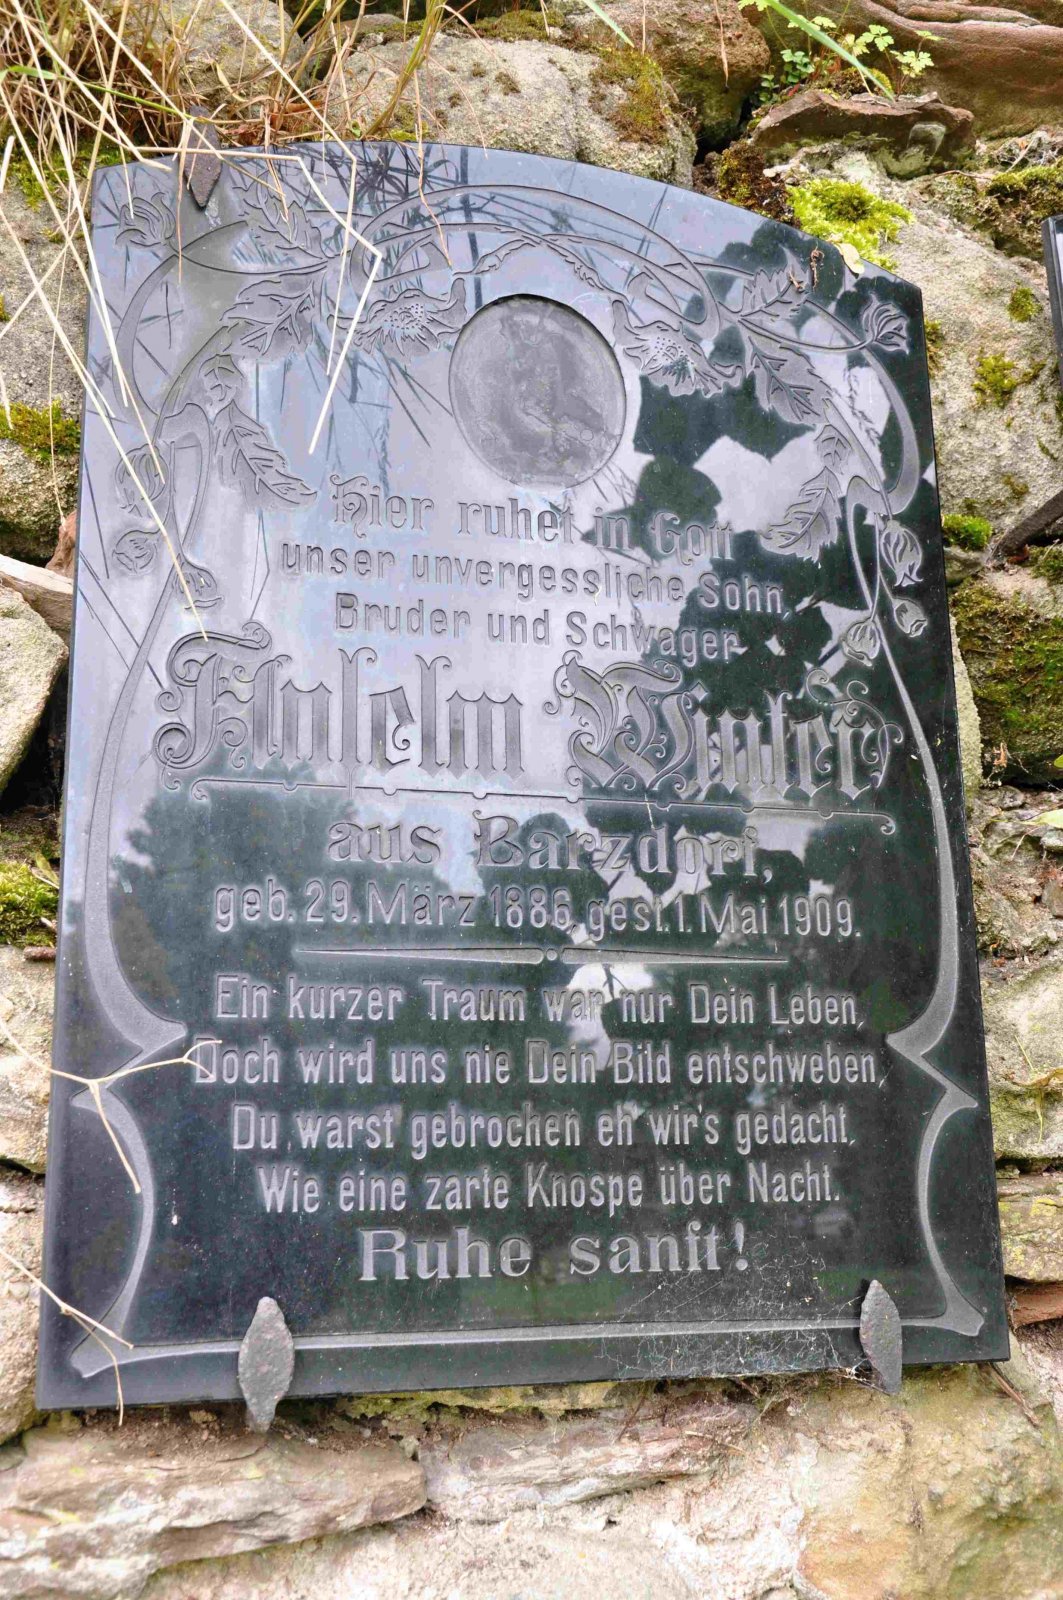 Hier ruhet in Gott
unser unvergessliche Sohn,
Bruder und Schwager
Anselm Winter
aus Barzdorf,
geb. 29. März 1886, gest. 1. Mai 1909.
Ein kurzer Traum war nur Dein Leben,
Doch wird uns nie Dein Bild entschweben,
Du warst gebrochen eh wir's gedacht,
Wie eine zarte Knospe über Nacht.
Ruhe sanft!